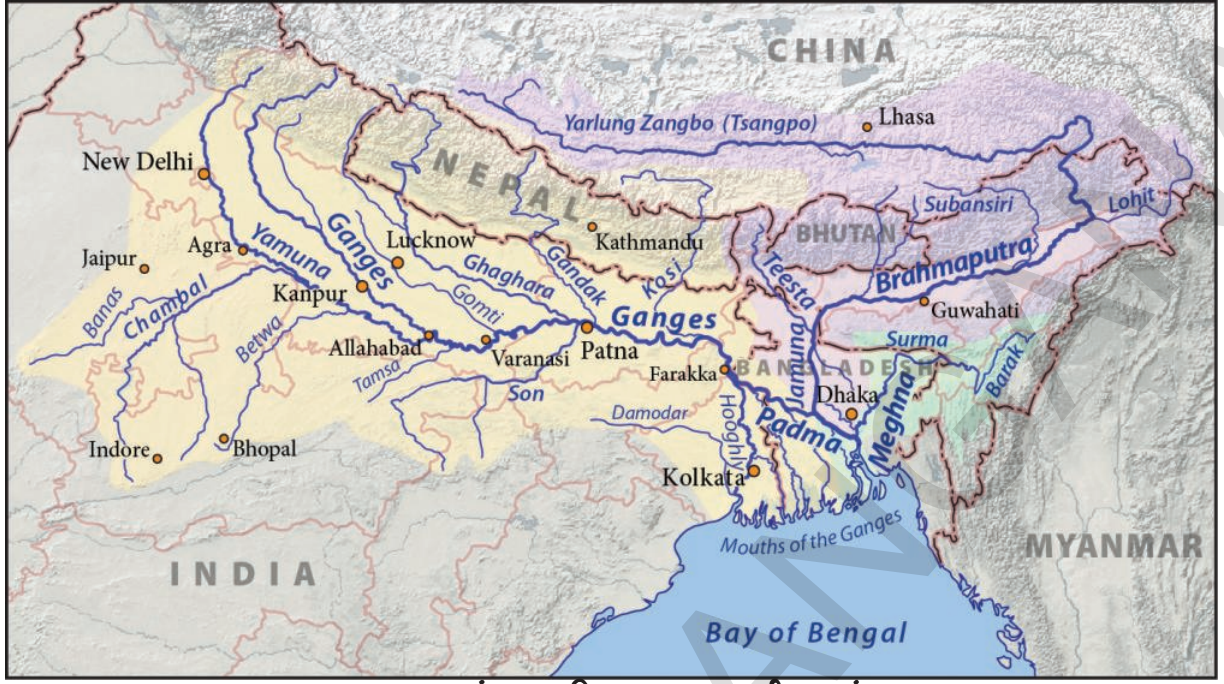 CHINA
Yarlung Zangbo (Tsangpo)
Lhasa
New Delhi
NEPAL
Lohit
Subansiri
BHUTAN
Kathmandu
Agra
Yamuna
Ganges
Lucknow
Ghaghara
Gandak
Kosi
Teesta
Brahmaputra
Jaipur
Banas
Chambal
Kanpur
Gomti
Ganges
Guwahati
Betwa
Allahabad
Varanasi
Patna
Surma
Tamsa
Son
Farakka
BANGLADESH
Jamuna
Barak
Dhaka
Meghna
Damodar
Hooghly
Padma
Indore
Bhopal
Kolkata
Mouths of the Ganges
INDIA
MYANMAR
Bay of Bengal